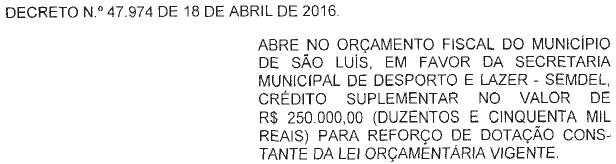 DECRETO N.º 47.974 DE 18 DE ABRIL DE 2016.
ABRE NO ORÇAMENTO FISCAL DO MUNICÍPIO
DE SÃO LUÍS, EM FAVOR DA SECRETARIA
MUNICIPAL DE DESPORTO E LAZER - SEMDEL,
CRÉDITO SUPLEMENTAR NO VALOR DE
R$ 250.000,00 (DUZENTOS E CINQUENTA MIL
REAIS) PARA REFORÇO DE DOTAÇÃO CONS-
TANTE DA LEI ORÇAMENTÁRIA VIGENTE.